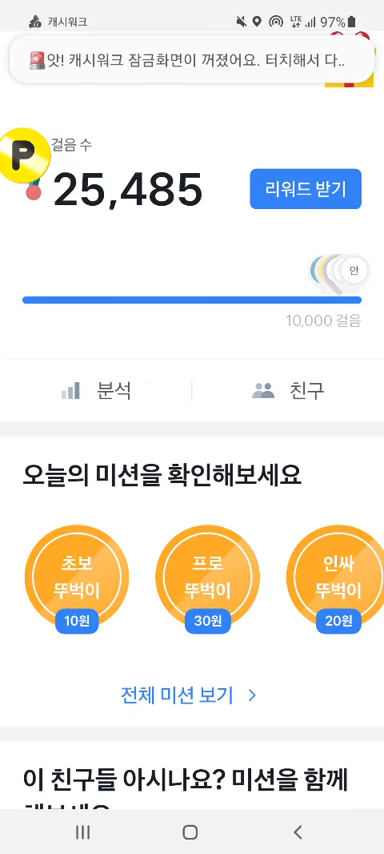 캐시워크
LTE
97%
🚨앗! 캐시워크 잠금화면이 꺼졌어요. 터치해서 다..
P
걸음 수
25,485
리워드 받기
안
10,000 걸음
분석
친구
오늘의 미션을 확인해보세요
초보
뚜벅이
10원
프로
뚜벅이
30원
인싸
뚜벅이
20원
전체 미션 보기 >
이 친구들 아시나요? 미션을 함께
해보세요